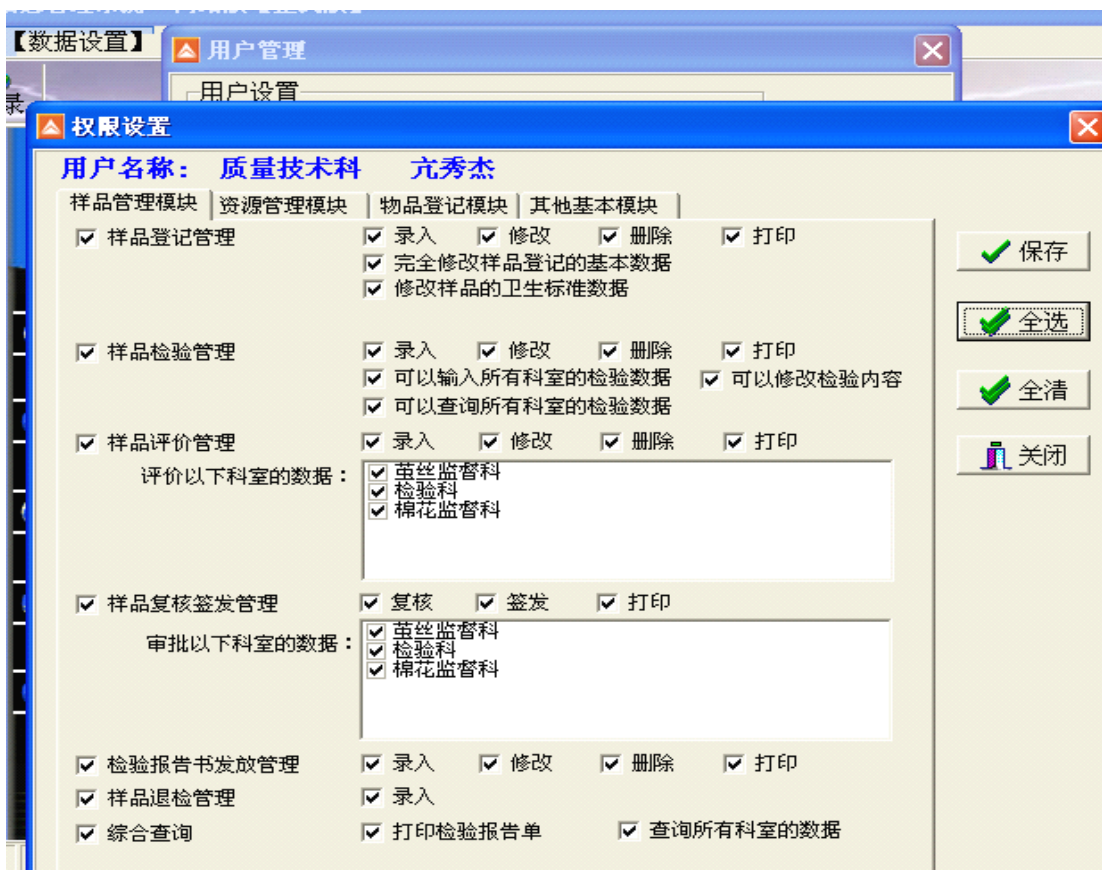 【数据设置】
用户管理
用户设置
录
权限设置
用户名称: 质量技术科 亢秀杰
样品管理模块 资源管理模块 物品登记模块 其他基本模块
样品登记管理 录入 修改 删除 打印
完全修改样品登记的基本数据
修改样品的卫生标准数据
保存
全选
样品检验管理 录入 修改 删除 打印
可以输入所有科室的检验数据 可以修改检验内容
可以查询所有科室的检验数据
全清
样品评价管理 录入 修改 删除 打印
关闭
评价以下科室的数据:
茧丝监督科
检验科
棉花监督科
样品复核签发管理 复核 签发 打印
审批以下科室的数据:
茧丝监督科
检验科
棉花监督科
检验报告书发放管理 录入 修改 删除 打印
样品退检管理 录入
综合查询 打印检验报告单 查询所有科室的数据